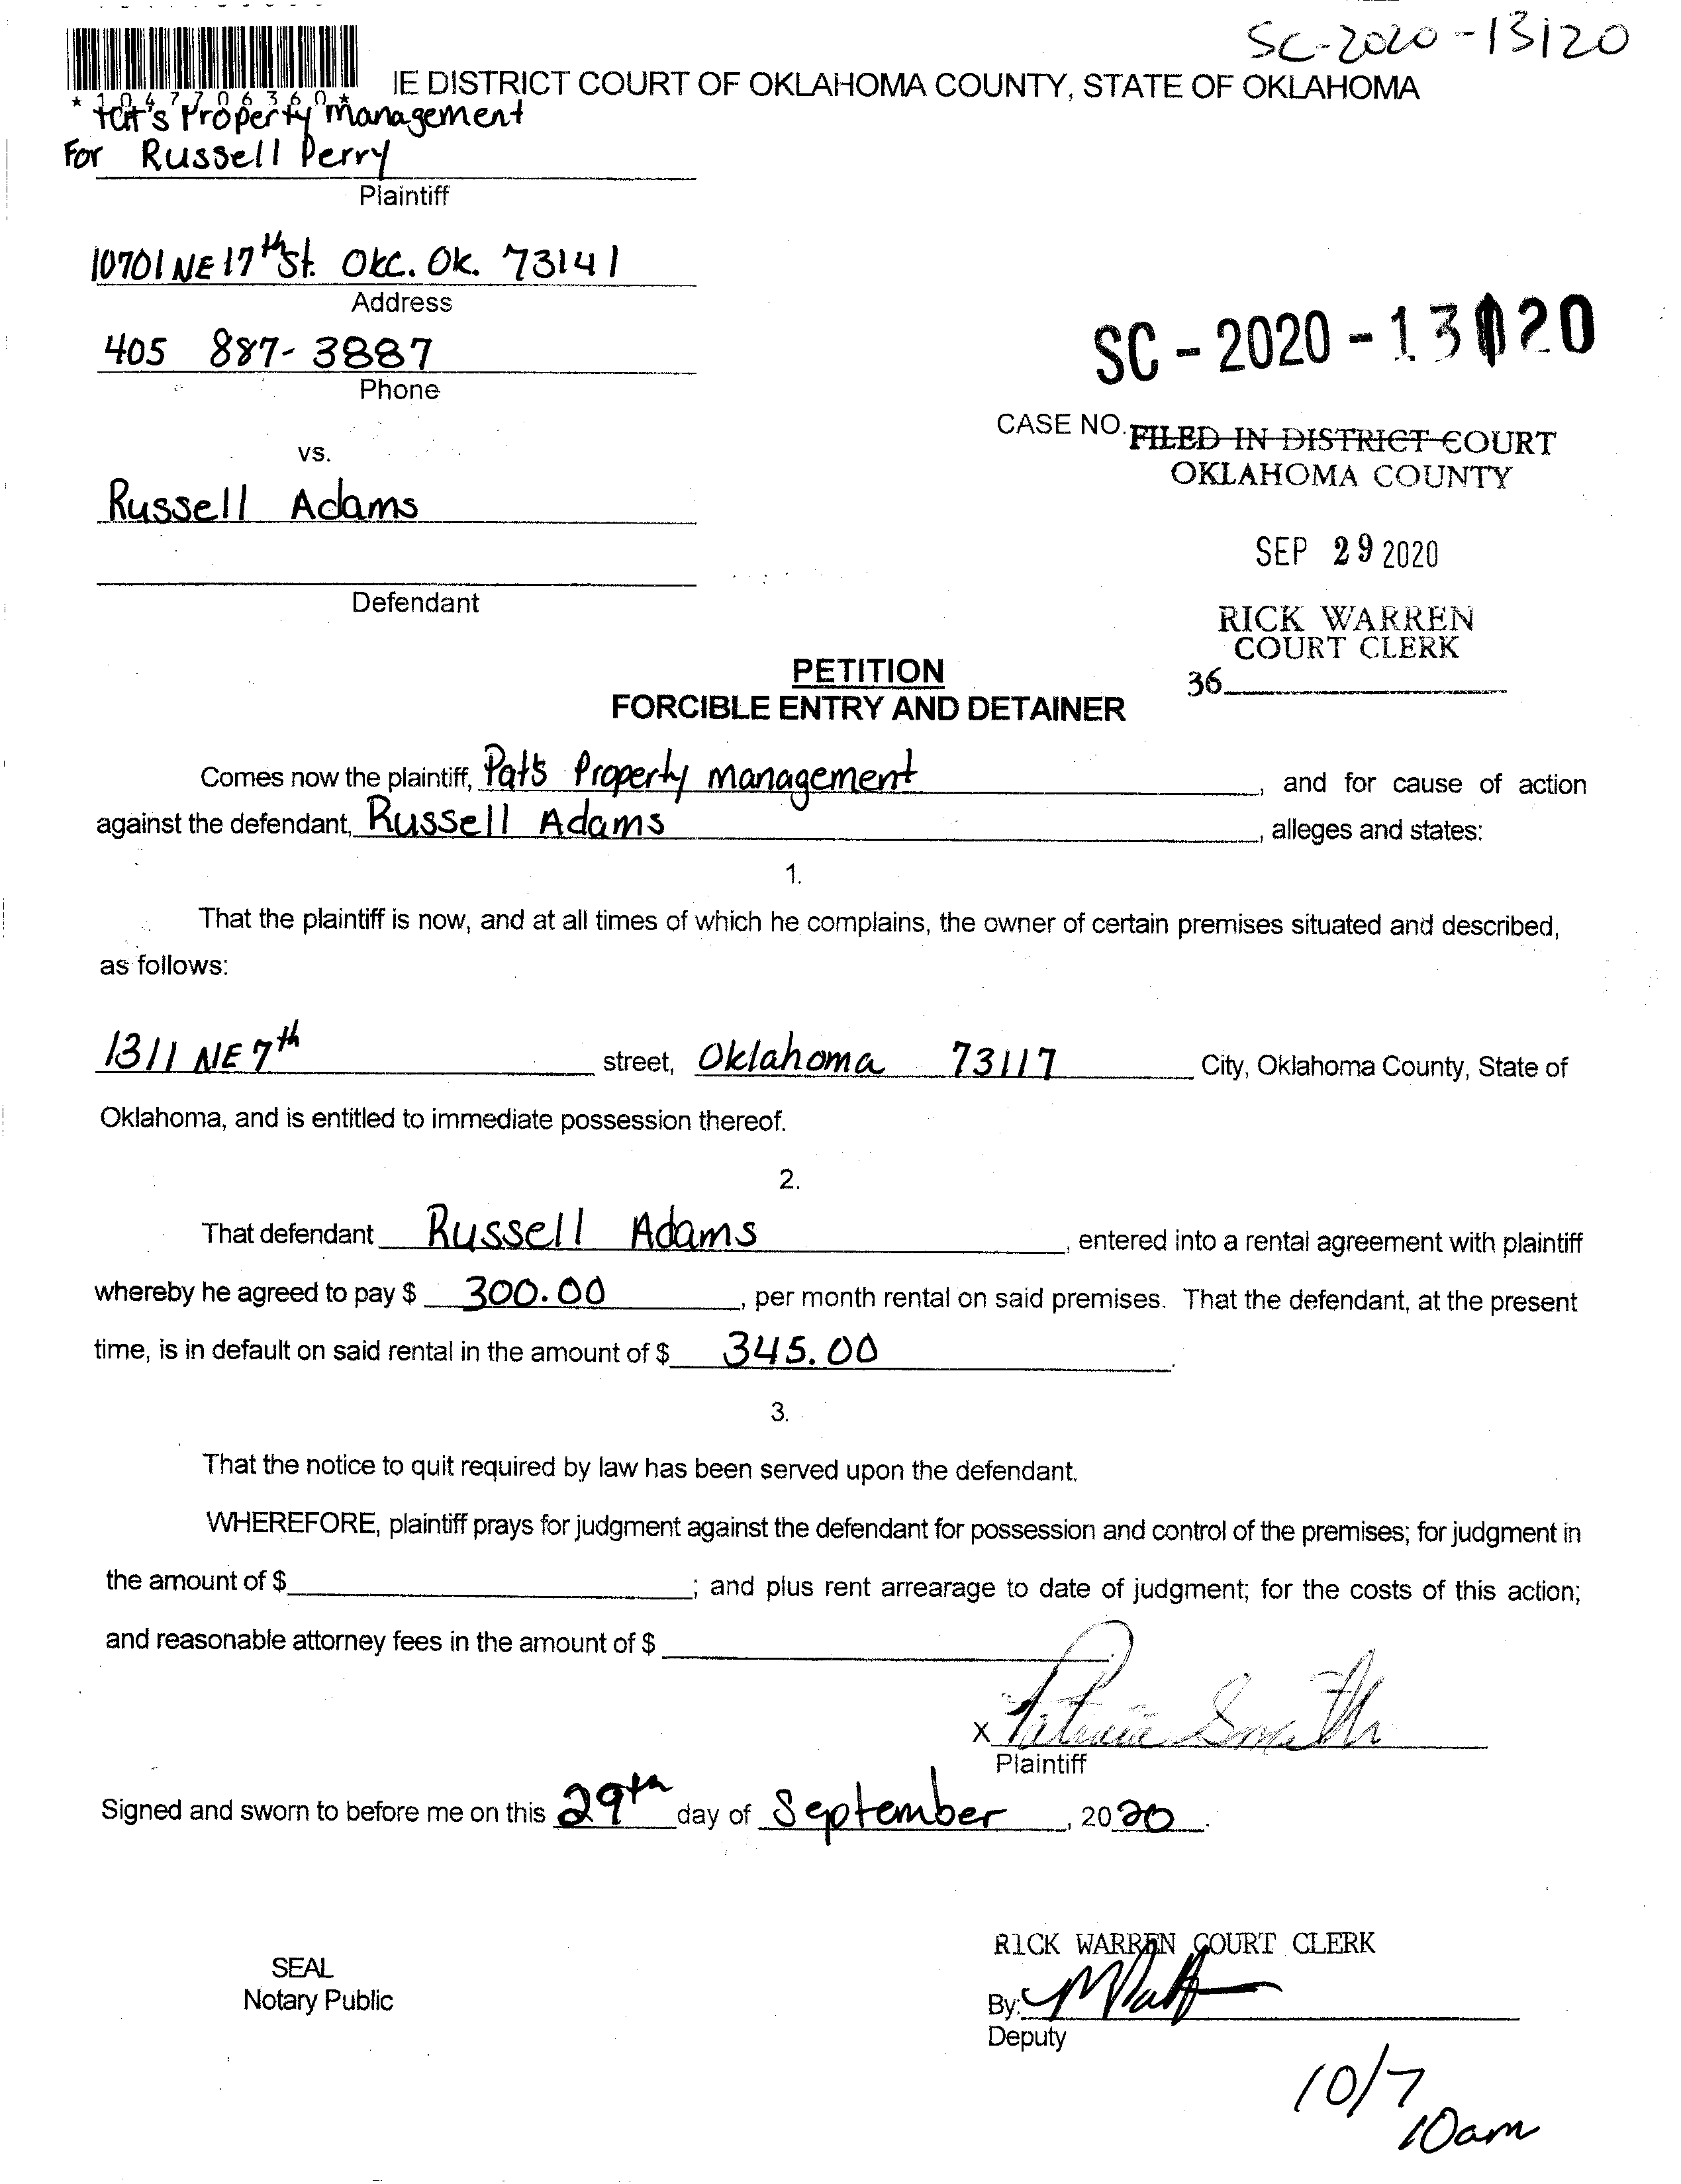 SC-2020-13120
IE DISTRICT COURT OF OKLAHOMA COUNTY, STATE OF OKLAHOMA
*1047706360*
Pat's Property management
For Russell Perry
Plaintiff
10701 NE 17th St. OKC. OK. 73141
Address
405 887-3887
Phone
SC-2020-13120
CASE NO.
FILED IN DISTRICT COURT
OKLAHOMA COUNTY
vs.
Russell Adams
SEP 29 2020
Defendant
RICK WARREN
COURT CLERK
36
PETITION
FORCIBLE ENTRY AND DETAINER
Comes now the plaintiff, Pat's Property management, and for cause of action
against the defendant, Russell Adams, alleges and states:
1.
That the plaintiff is now, and at all times of which he complains, the owner of certain premises situated and described,
as follows:
1311 NE 7th street, Oklahoma 73117 City, Oklahoma County, State of
Oklahoma, and is entitled to immediate possession thereof.
2.
That defendant Russell Adams, entered into a rental agreement with plaintiff
whereby he agreed to pay $ 300.00, per month rental on said premises. That the defendant, at the present
time, is in default on said rental in the amount of $ 345.00.
3.
That the notice to quit required by law has been served upon the defendant.
WHEREFORE, plaintiff prays for judgment against the defendant for possession and control of the premises; for judgment in
the amount of $; and plus rent arrearage to date of judgment; for the costs of this action;
and reasonable attorney fees in the amount of $.
X Patricia Smith
Plaintiff
Signed and sworn to before me on this 29th day of September, 2020.
RICK WARREN COURT CLERK
SEAL
Notary Public
By:
Deputy
10/7
10am